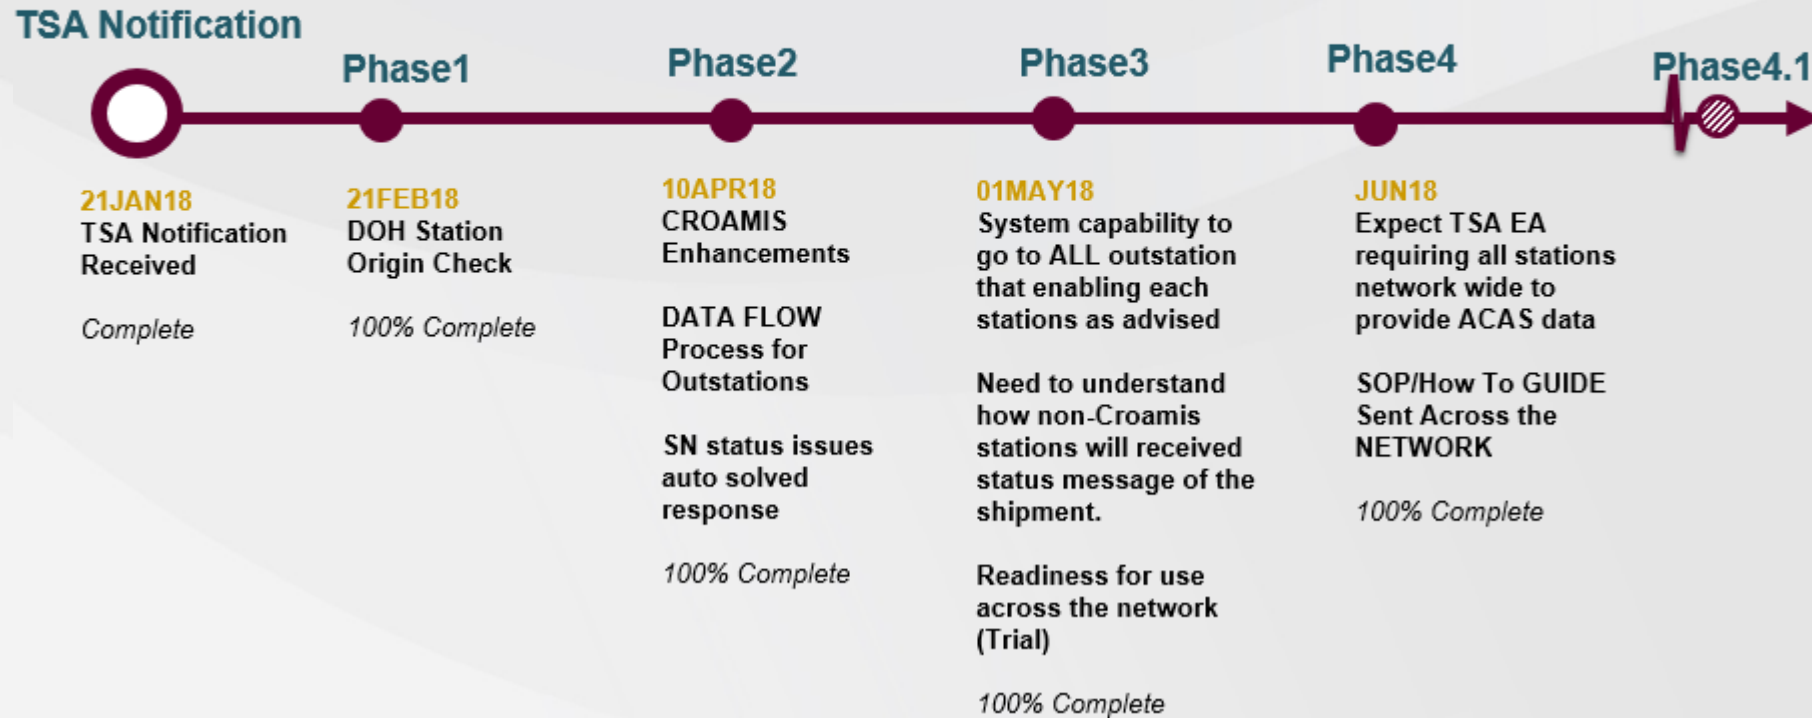 TSA Notification
Phase1
Phase2
Phase3
Phase4
Phase4.1
21JAN18
TSA Notification
Received
Complete
21FEB18
DOH Station
Origin Check
100% Complete
10APR18
CROAMIS
Enhancements
DATA FLOW
Process for
Outstations
SN status issues
auto solved
response
100% Complete
01MAY18
System capability to
go to ALL outstation
that enabling each
stations as advised
Need to understand
how non-Croamis
stations will received
status message of the
shipment.
Readiness for use
across the network
(Trial)
100% Complete
JUN18
Expect TSA EA
requiring all stations
network wide to
provide ACAS data
SOP/How To GUIDE
Sent Across the
NETWORK
100% Complete